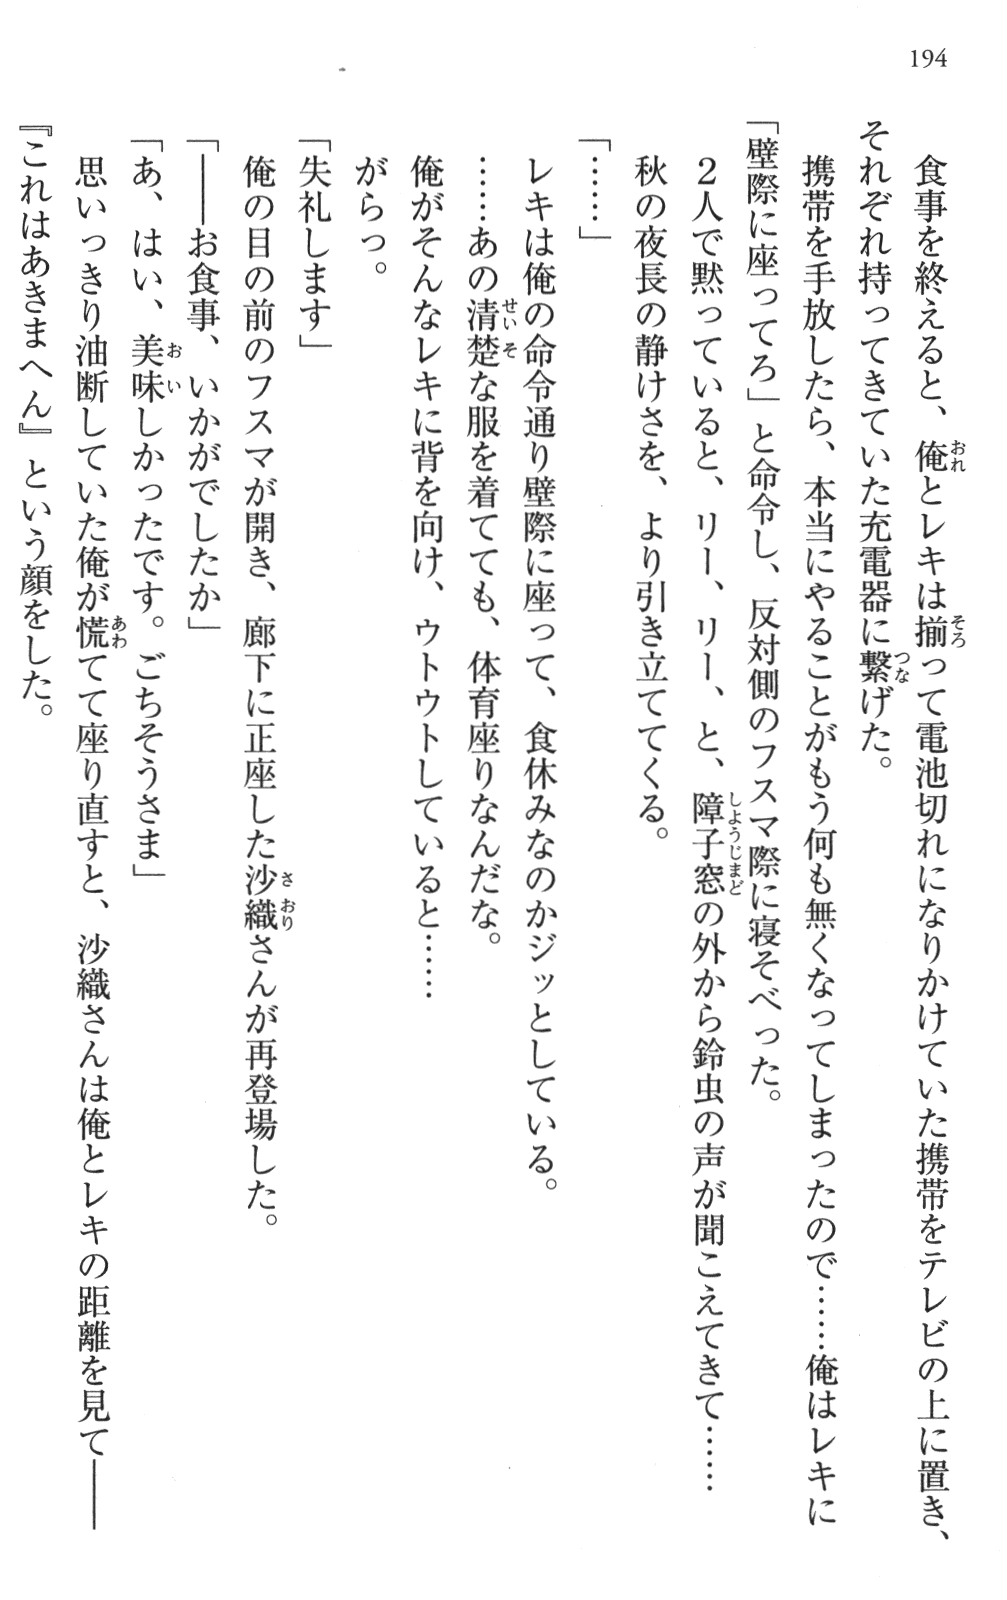 194
食事を終えると、俺とレキは揃って電池切れになりかけていた携帯をテレビの上に置き、
それぞれ持ってきていた充電器に繋げた。
携帯を手放したら、本当にやることがもう何も無くなってしまったので……俺はレキに
「壁際に座ってろ」と命令し、反対側のフスマ際に寝そべった。
２人で黙っていると、リー、リー、と、障子窓の外から鈴虫の声が聞こえてきて……
秋の夜長の静けさを、より引き立ててくる。
「……」
レキは俺の命令通り壁際に座って、食休みなのかジッとしている。
……あの清楚な服を着てても、体育座りなんだな。
俺がそんなレキに背を向け、ウトウトしていると……
がらっ。
「失礼します」
俺の目の前のフスマが開き、廊下に正座した沙織さんが再登場した。
「――お食事、いかがでしたか」
「あ、はい、美味しかったです。ごちそうさま」
思いっきり油断していた俺が慌てて座り直すと、沙織さんは俺とレキの距離を見て――
『これはあきまへん』という顔をした。